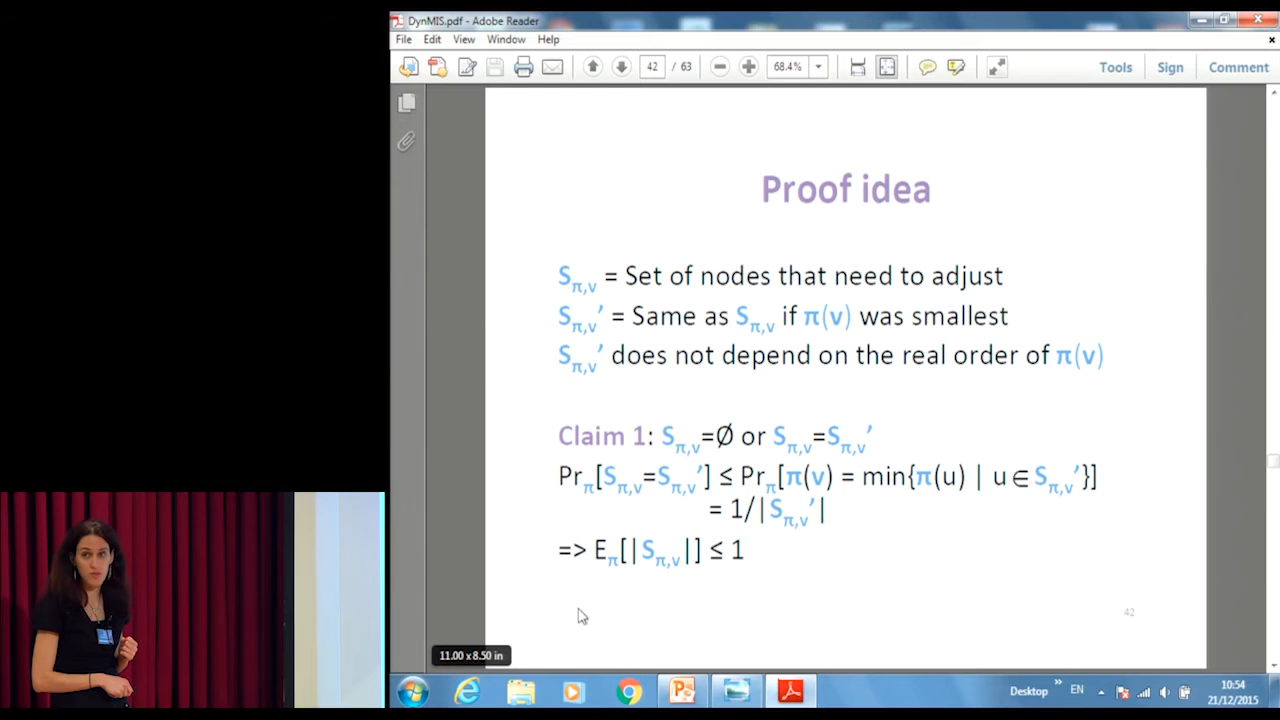 DynMIS.pdf - Adobe Reader
File Edit View Window Help
42 / 63 68.4% Tools Sign Comment
Proof idea
Sπ,v = Set of nodes that need to adjust
Sπ,v’ = Same as Sπ,v if π(v) was smallest
Sπ,v’ does not depend on the real order of π(v)
Claim 1: Sπ,v=Ø or Sπ,v=Sπ,v’
Prπ[Sπ,v=Sπ,v’] ≤ Prπ[π(v) = min{π(u) | u∈Sπ,v’}]
= 1/|Sπ,v’|
=> Eπ[|Sπ,v|] ≤ 1
42
11.00 x 8.50 in
Desktop » EN 10:54
21/12/2015